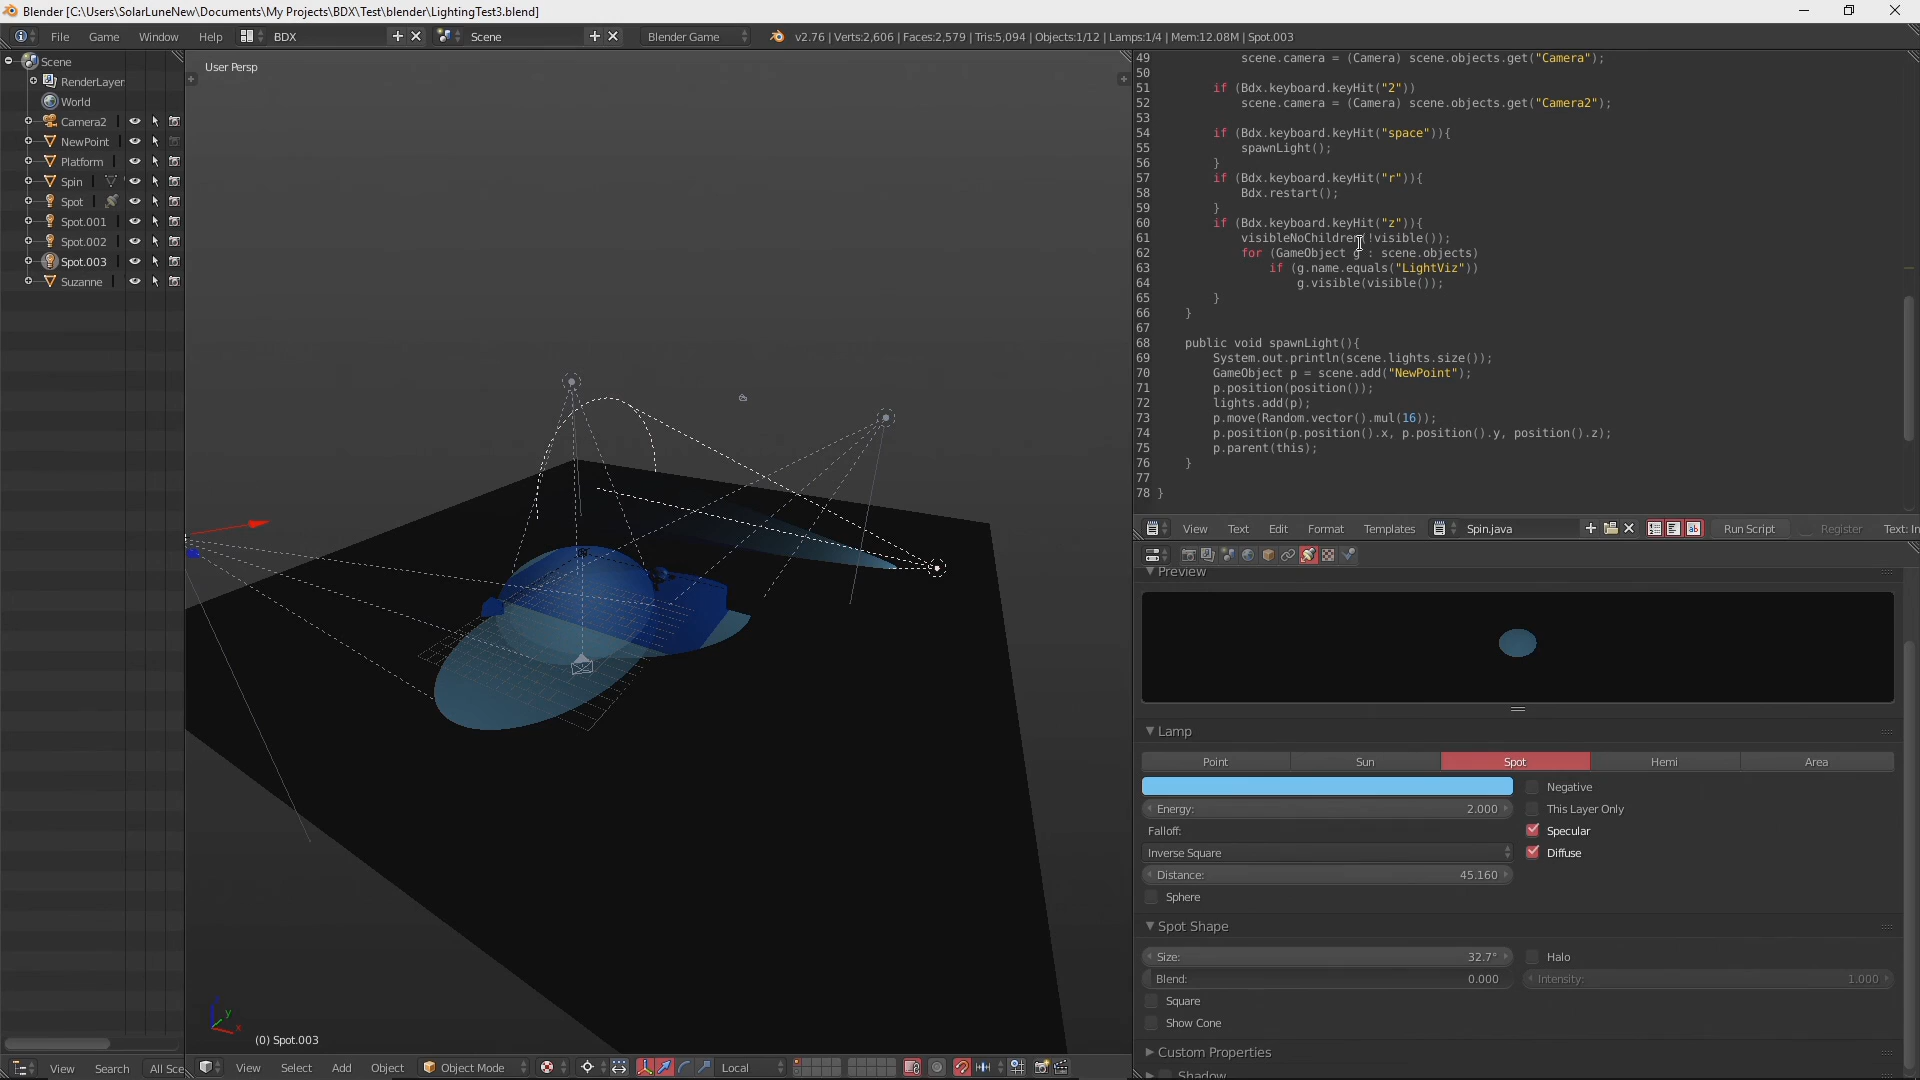 Blender [C:\Users\SolarLuneNew\Documents\My Projects\BDX\Test\blender\LightingTest3.blend]
File Game Window Help BDX Scene Blender Game v2.76 | Verts:2,606 | Faces:2,579 | Tris:5,094 | Objects:1/12 | Lamps:1/4 | Mem:12.08M | Spot.003
Scene
RenderLayer
World
Camera2
NewPoint
Platform
Spin
Spot
Spot.001
Spot.002
Spot.003
Suzanne
User Persp
y
x
(0) Spot.003
49 scene.camera = (Camera) scene.objects.get("Camera");
50
51 if (Bdx.keyboard.keyHit("2"))
52 scene.camera = (Camera) scene.objects.get("Camera2");
53
54 if (Bdx.keyboard.keyHit("space")){
55 spawnLight();
56 }
57 if (Bdx.keyboard.keyHit("r")){
58 Bdx.restart();
59 }
60 if (Bdx.keyboard.keyHit("z")){
61 visibleNoChildren(!visible());
62 for (GameObject g : scene.objects)
63 if (g.name.equals("LightViz"))
64 g.visible(visible());
65 }
66 }
67
68 public void spawnLight(){
69 System.out.println(scene.lights.size());
70 GameObject p = scene.add("NewPoint");
71 p.position(position());
72 lights.add(p);
73 p.move(Random.vector().mul(16));
74 p.position(p.position().x, p.position().y, position().z);
75 p.parent(this);
76 }
77
78 }
View Text Edit Format Templates Spin.java Run Script Register Text: In
Preview
Lamp
Point Sun Spot Hemi Area
Negative
Energy: 2.000 This Layer Only
Falloff: Specular
Inverse Square Diffuse
Distance: 45.160
Sphere
Spot Shape
Size: 32.7° Halo
Blend: 0.000 Intensity: 1.000
Square
Show Cone
Custom Properties
Shadow
View Search All Sce View Select Add Object Object Mode Local